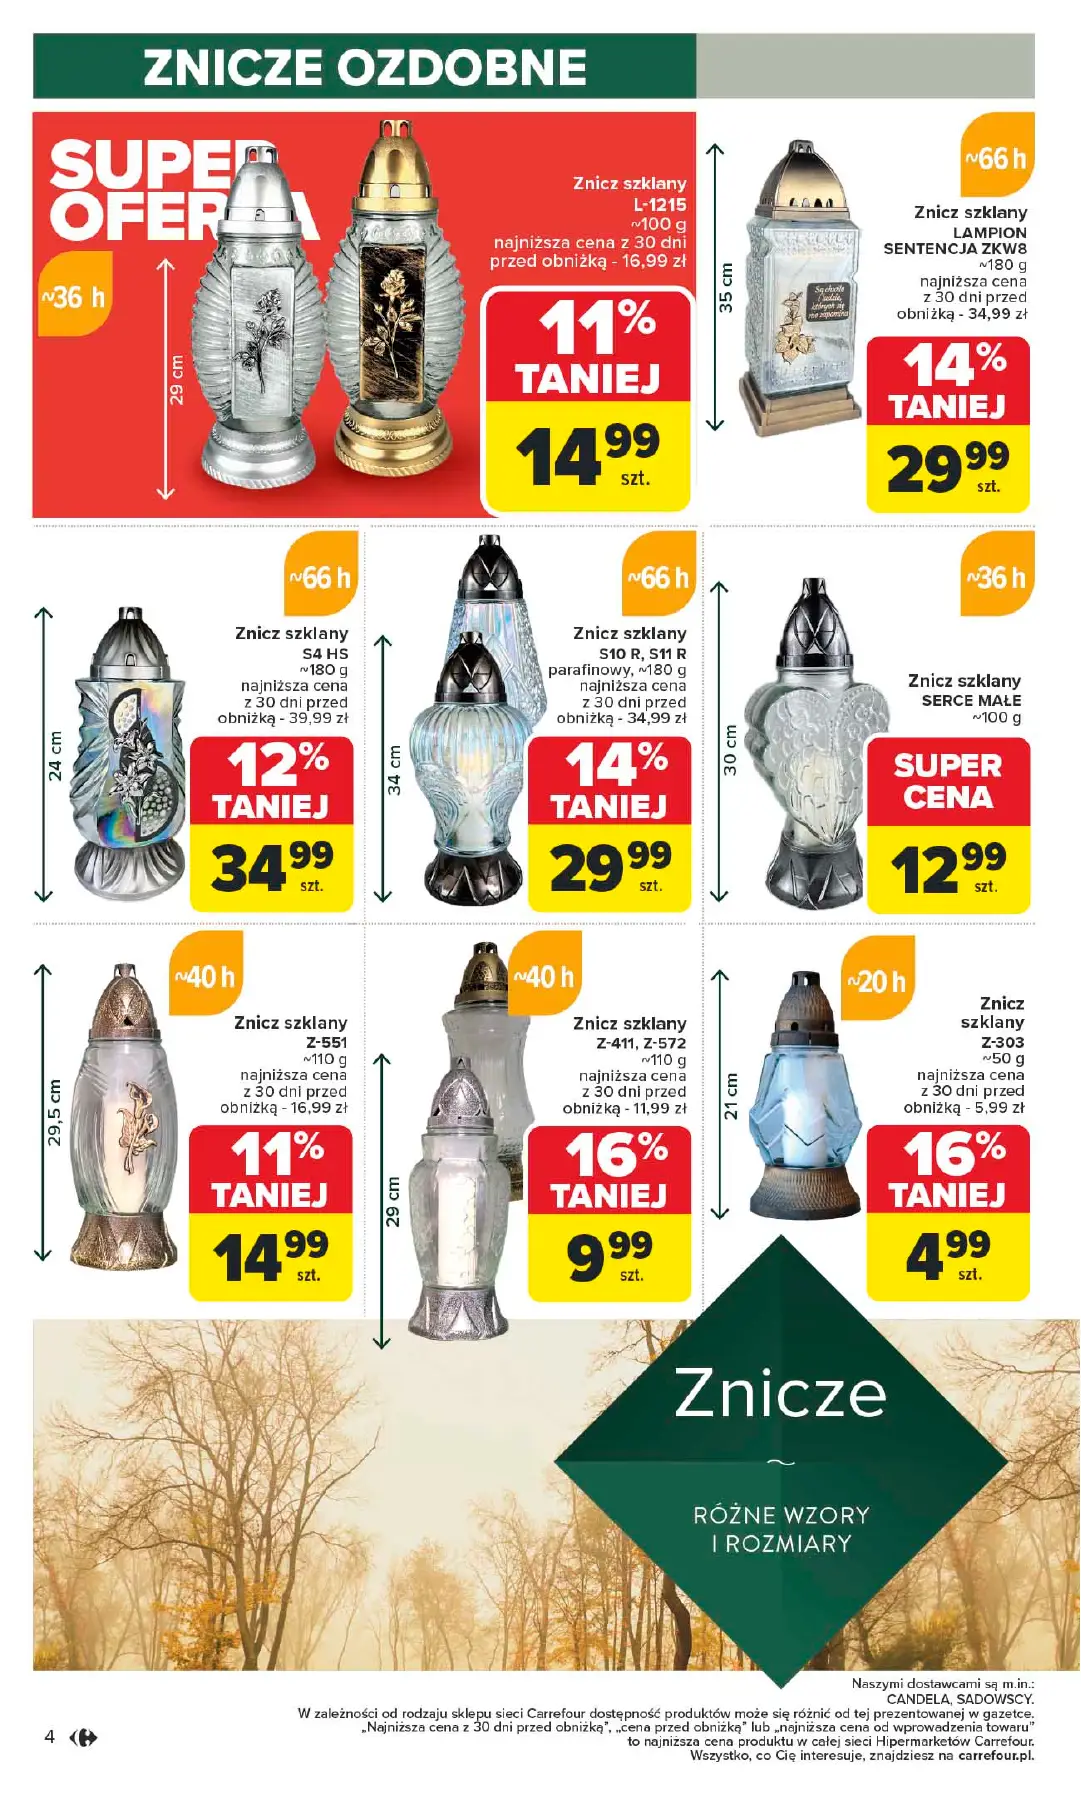 ZNICZE OZDOBNE
SUPER
OFERTA
~36 h
29 cm
Znicz szklany
L-1215
~100 g
najniższa cena z 30 dni
przed obniżką - 16,99 zł
11%
TANIEJ
14 99
szt.
~66 h
35 cm
Znicz szklany
LAMPION
SENTENCJA ZKW8
~180 g
najniższa cena
z 30 dni przed
obniżką - 34,99 zł
14%
TANIEJ
29 99
szt.
~66 h
24 cm
Znicz szklany
S4 HS
~180 g
najniższa cena
z 30 dni przed
obniżką - 39,99 zł
12%
TANIEJ
34 99
szt.
~66 h
34 cm
Znicz szklany
S10 R, S11 R
parafinowy, ~180 g
najniższa cena
z 30 dni przed
obniżką - 34,99 zł
14%
TANIEJ
29 99
szt.
~36 h
30 cm
Znicz szklany
SERCE MAŁE
~100 g
SUPER
CENA
12 99
szt.
~40 h
29,5 cm
Znicz szklany
Z-551
~110 g
najniższa cena
z 30 dni przed
obniżką - 16,99 zł
11%
TANIEJ
14 99
szt.
~40 h
29 cm
Znicz szklany
Z-411, Z-572
~110 g
najniższa cena
z 30 dni przed
obniżką - 11,99 zł
16%
TANIEJ
9 99
szt.
~20 h
21 cm
Znicz
szklany
Z-303
~50 g
najniższa cena
z 30 dni przed
obniżką - 5,99 zł
16%
TANIEJ
4 99
szt.
Znicze
~
RÓŻNE WZORY
I ROZMIARY
Naszymi dostawcami są m.in.:
CANDELA, SADOWSCY.
W zależności od rodzaju sklepu sieci Carrefour dostępność produktów może się różnić od tej prezentowanej w gazetce.
„Najniższa cena z 30 dni przed obniżką”, „cena przed obniżką” lub „najniższa cena od wprowadzenia towaru”
to najniższa cena produktu w całej sieci Hipermarketów Carrefour.
Wszystko, co Cię interesuje, znajdziesz na carrefour.pl.
4